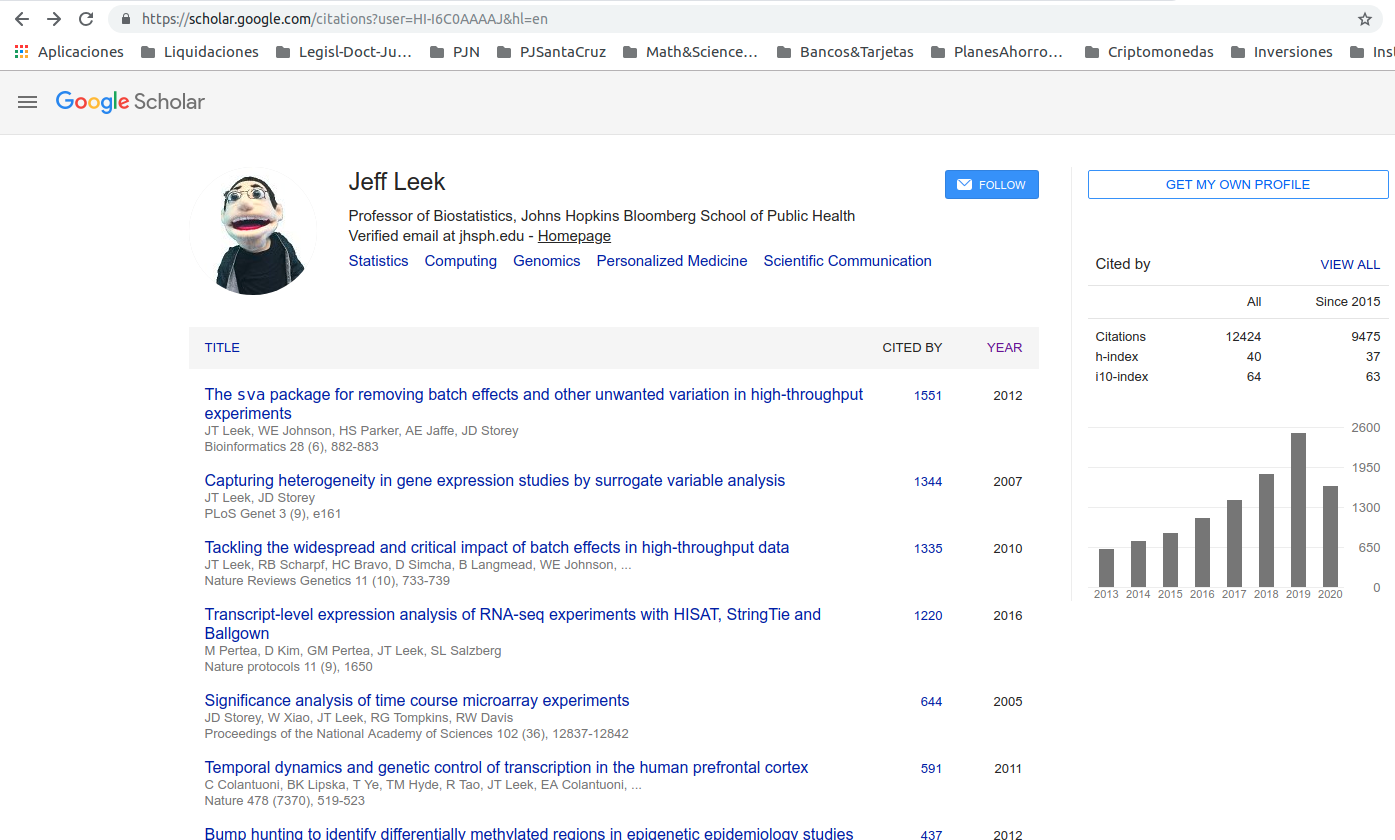 https://scholar.google.com/citations?user=HI-I6C0AAAAJ&hl=en
Aplicaciones Liquidaciones Legisl-Doct-Ju... PJN PJSantaCruz Math&Science... Bancos&Tarjetas PlanesAhorro... Criptomonedas Inversiones Inst
Google Scholar
Jeff Leek
FOLLOW
Professor of Biostatistics, Johns Hopkins Bloomberg School of Public Health
Verified email at jhsph.edu - Homepage
Statistics Computing Genomics Personalized Medicine Scientific Communication
TITLE CITED BY YEAR
The sva package for removing batch effects and other unwanted variation in high-throughput 1551 2012
experiments
JT Leek, WE Johnson, HS Parker, AE Jaffe, JD Storey
Bioinformatics 28 (6), 882-883
Capturing heterogeneity in gene expression studies by surrogate variable analysis 1344 2007
JT Leek, JD Storey
PLoS Genet 3 (9), e161
Tackling the widespread and critical impact of batch effects in high-throughput data 1335 2010
JT Leek, RB Scharpf, HC Bravo, D Simcha, B Langmead, WE Johnson, ...
Nature Reviews Genetics 11 (10), 733-739
Transcript-level expression analysis of RNA-seq experiments with HISAT, StringTie and 1220 2016
Ballgown
M Pertea, D Kim, GM Pertea, JT Leek, SL Salzberg
Nature protocols 11 (9), 1650
Significance analysis of time course microarray experiments 644 2005
JD Storey, W Xiao, JT Leek, RG Tompkins, RW Davis
Proceedings of the National Academy of Sciences 102 (36), 12837-12842
Temporal dynamics and genetic control of transcription in the human prefrontal cortex 591 2011
C Colantuoni, BK Lipska, T Ye, TM Hyde, R Tao, JT Leek, EA Colantuoni, ...
Nature 478 (7370), 519-523
Bump hunting to identify differentially methylated regions in epigenetic epidemiology studies 437 2012
GET MY OWN PROFILE
Cited by VIEW ALL
All Since 2015
Citations 12424 9475
h-index 40 37
i10-index 64 63
2600
1950
1300
650
0
2013 2014 2015 2016 2017 2018 2019 2020